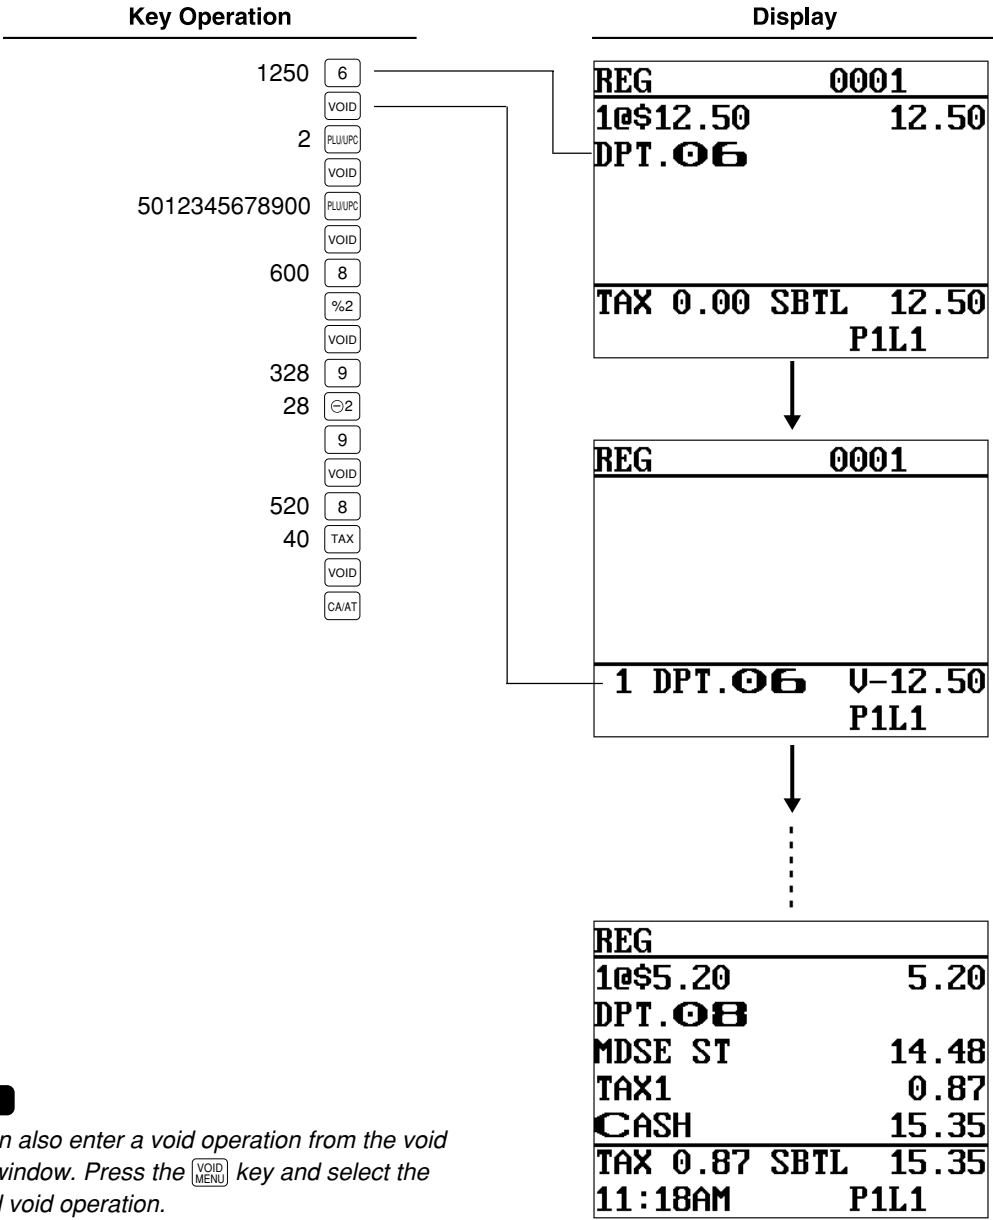 Key Operation
1250 6
VOID
2 PLU/UPC
VOID
5012345678900 PLU/UPC
VOID
600 8
%2
VOID
328 9
28 ⊖2
9
VOID
520 8
40 TAX
VOID
CA/AT
also enter a void operation from the void
window. Press the VOID MENU key and select the
void operation.
Display
REG 0001
1@$12.50 12.50
DPT.06
TAX 0.00 SBTL 12.50
P1L1
REG 0001
1 DPT.06 V-12.50
P1L1
REG
1@$5.20 5.20
DPT.08
MDSE ST 14.48
TAX1 0.87
CASH 15.35
TAX 0.87 SBTL 15.35
11:18AM P1L1